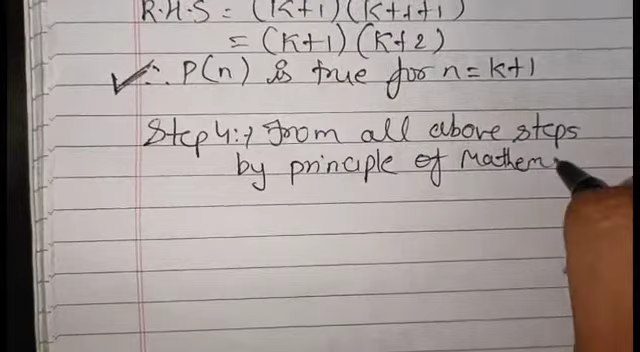 R.H.S = (K+1)(K+1+1)
= (K+1)(K+2)
✓∴ P(n) is true for n = k+1
Step 4:→ From all above steps
by principle of Mathem